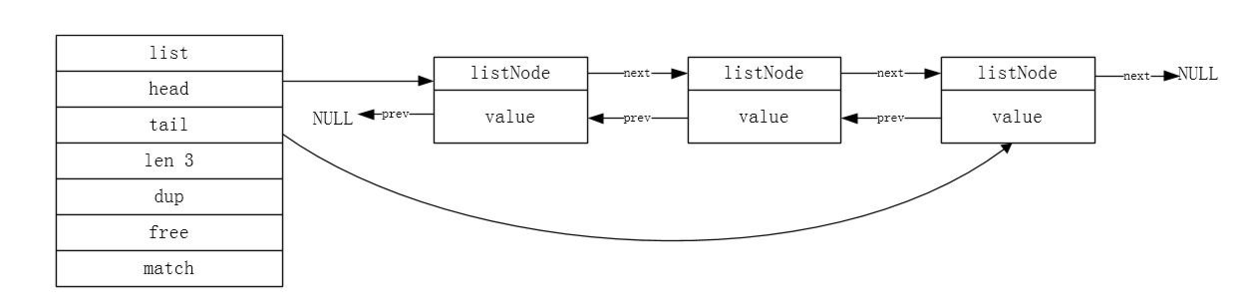 list
head
tail
len 3
dup
free
match
listNode
next
listNode
next
listNode
next
NULL
NULL
prev
value
prev
value
prev
value